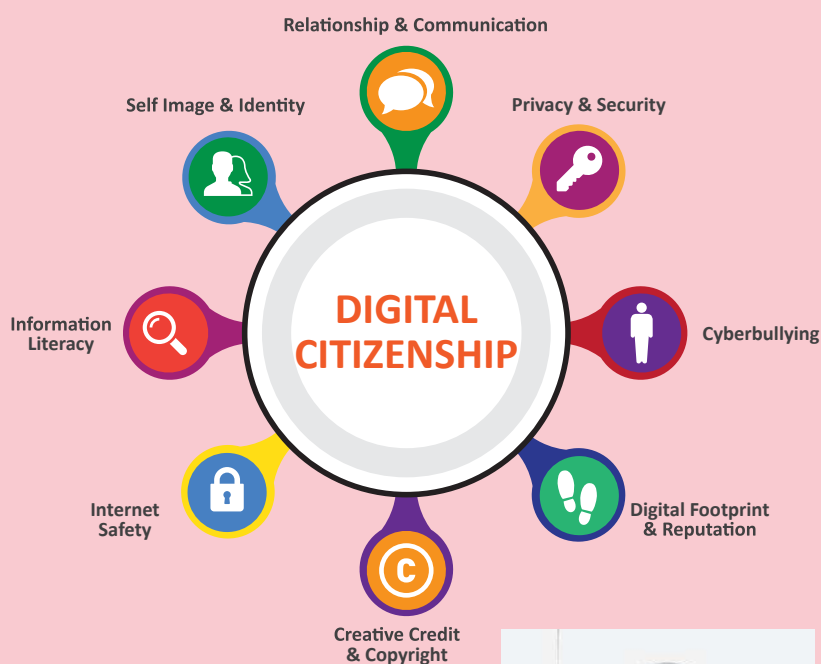 Relationship & Communication
Self Image & Identity
Privacy & Security
Information
Literacy
DIGITAL
CITIZENSHIP
Cyberbullying
Internet
Safety
Digital Footprint
& Reputation
C
Creative Credit
& Copyright